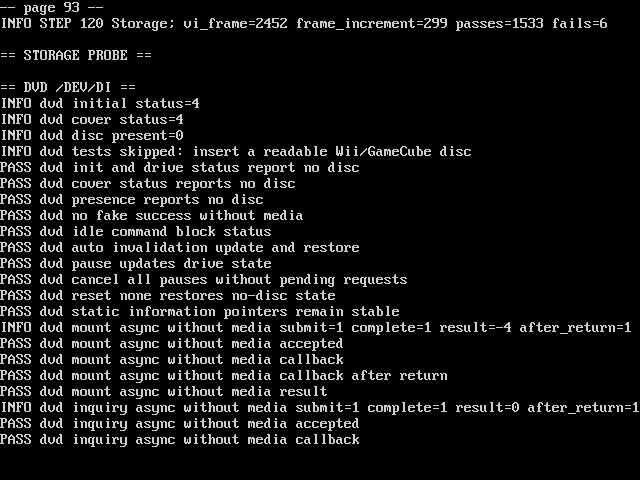 -- page 93 --
INFO STEP 120 Storage; vi_frame=2452 frame_increment=299 passes=1533 fails=6
== STORAGE PROBE ==
== DVD /DEV/DI ==
INFO dvd initial status=4
INFO dvd cover status=4
INFO dvd disc present=0
INFO dvd tests skipped: insert a readable Wii/GameCube disc
PASS dvd init and drive status report no disc
PASS dvd cover status reports no disc
PASS dvd presence reports no disc
PASS dvd no fake success without media
PASS dvd idle command block status
PASS dvd auto invalidation update and restore
PASS dvd pause updates drive state
PASS dvd cancel all pauses without pending requests
PASS dvd reset none restores no-disc state
PASS dvd static information pointers remain stable
INFO dvd mount async without media submit=1 complete=1 result=-4 after_return=1
PASS dvd mount async without media accepted
PASS dvd mount async without media callback
PASS dvd mount async without media callback after return
PASS dvd mount async without media result
INFO dvd inquiry async without media submit=1 complete=1 result=0 after_return=1
PASS dvd inquiry async without media accepted
PASS dvd inquiry async without media callback